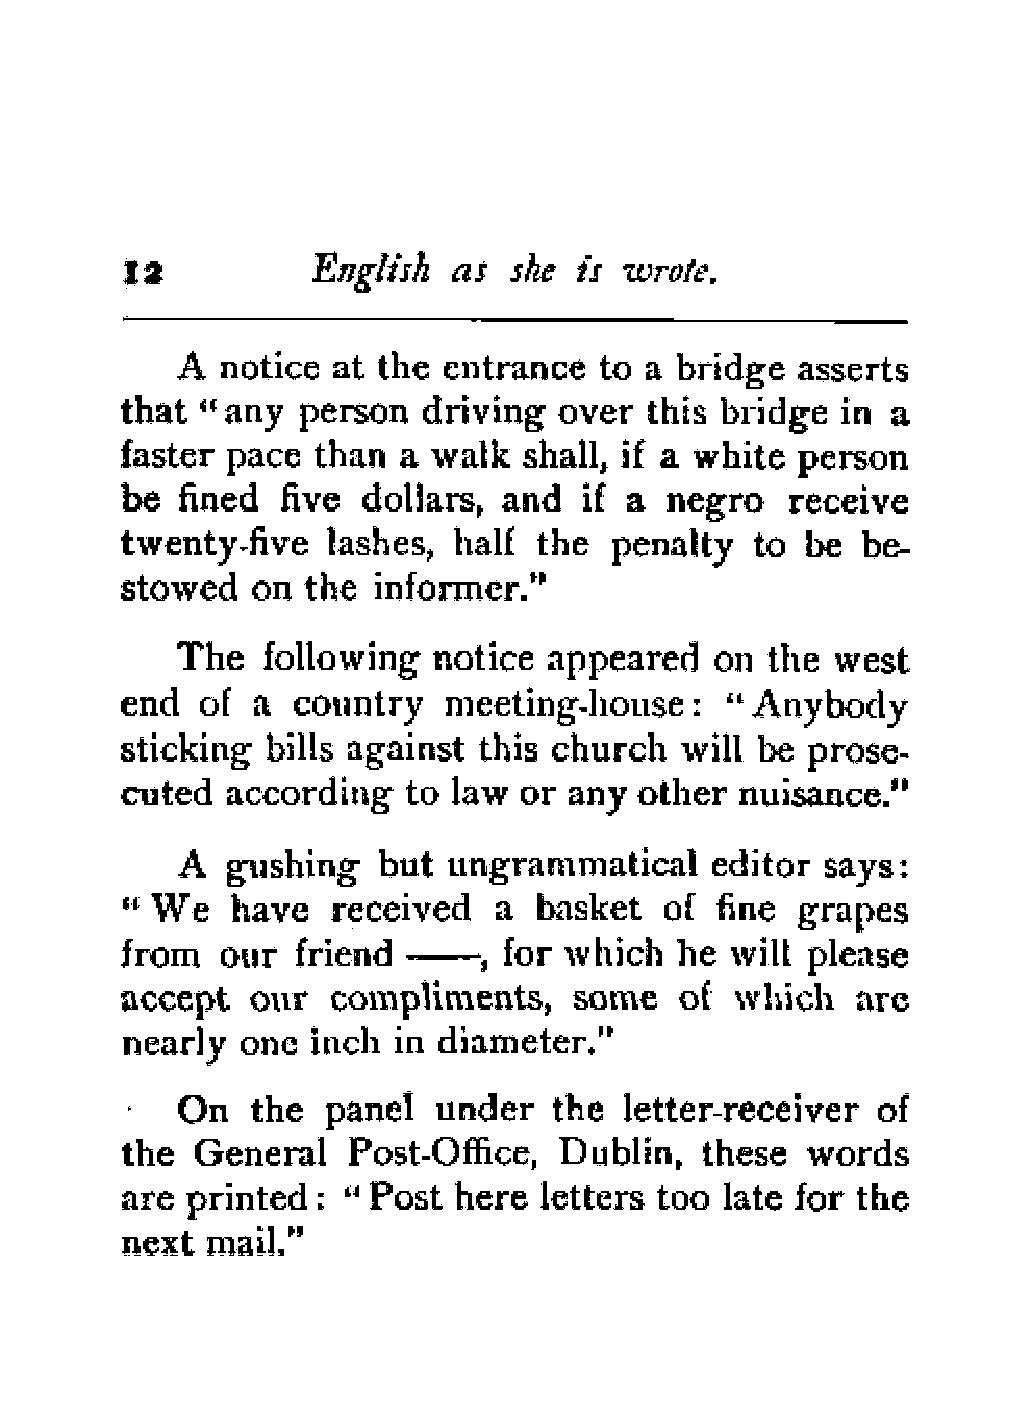 12 English as she is wrote.
A notice at the entrance to a bridge asserts
that "any person driving over this bridge in a
faster pace than a walk shall, if a white person
be fined five dollars, and if a negro receive
twenty-five lashes, half the penalty to be be-
stowed on the informer."
The following notice appeared on the west
end of a country meeting-house: "Anybody
sticking bills against this church will be prose-
cuted according to law or any other nuisance."
A gushing but ungrammatical editor says:
"We have received a basket of fine grapes
from our friend ——, for which he will please
accept our compliments, some of which are
nearly one inch in diameter."
On the panel under the letter-receiver of
the General Post-Office, Dublin, these words
are printed: "Post here letters too late for the
next mail."